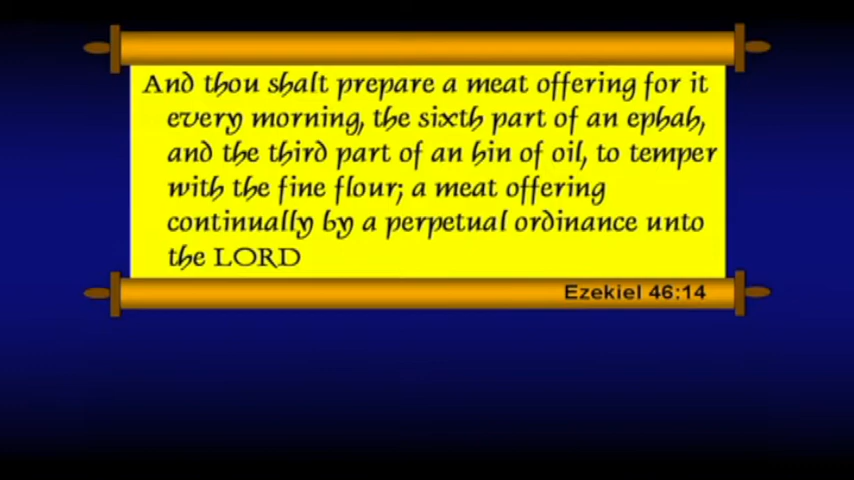 And thou shalt prepare a meat offering for it
every morning, the sixth part of an ephah,
and the third part of an hin of oil, to temper
with the fine flour; a meat offering
continually by a perpetual ordinance unto
the LORD
Ezekiel 46:14